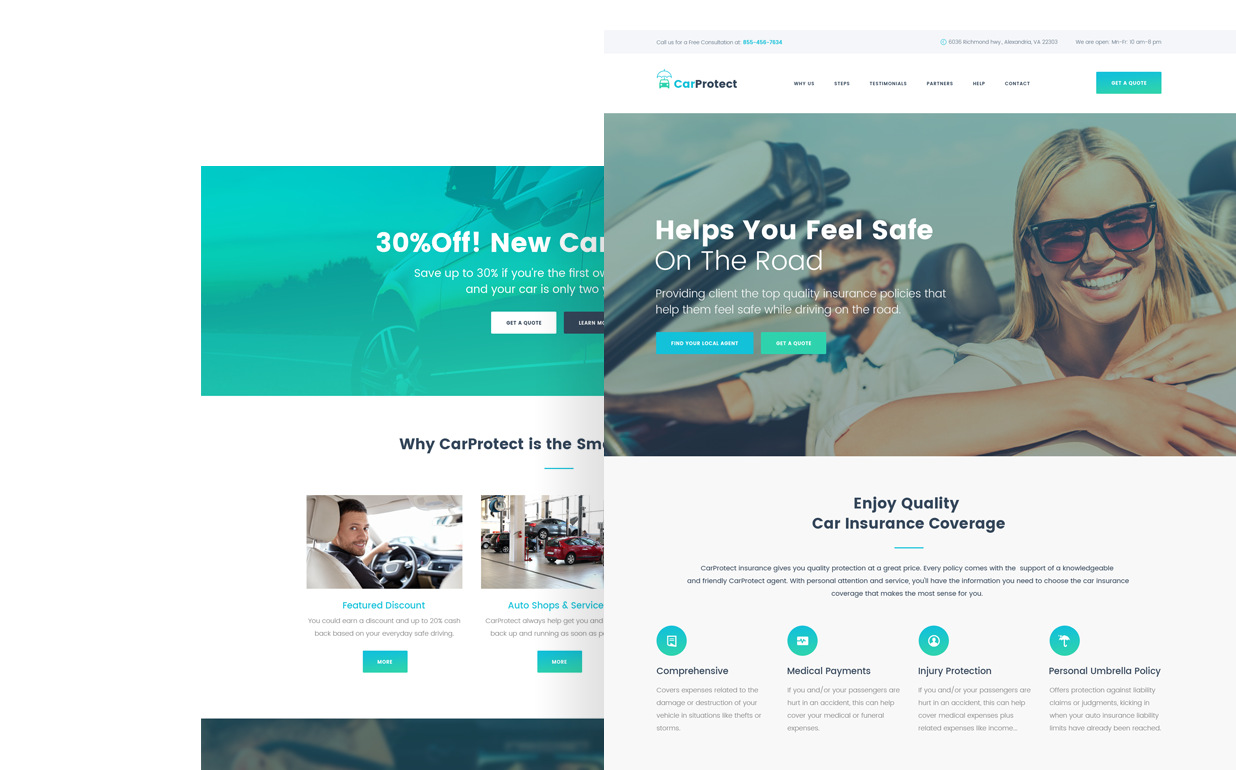 Call us for a Free Consultation at: 855-456-7634
6036 Richmond hwy., Alexandria, VA 22303
We are open: Mn-Fr: 10 am-8 pm
CarProtect
WHY US
STEPS
TESTIMONIALS
PARTNERS
HELP
CONTACT
GET A QUOTE
Helps You Feel Safe
On The Road
Providing client the top quality insurance policies that
help them feel safe while driving on the road.
FIND YOUR LOCAL AGENT
GET A QUOTE
Enjoy Quality
Car Insurance Coverage
CarProtect insurance gives you quality protection at a great price. Every policy comes with the support of a knowledgeable
and friendly CarProtect agent. With personal attention and service, you'll have the information you need to choose the car insurance
coverage that makes the most sense for you.
Comprehensive
Covers expenses related to the
damage or destruction of your
vehicle in situations like thefts or
storms.
Medical Payments
If you and/or your passengers are
hurt in an accident, this can help
cover your medical or funeral
expenses.
Injury Protection
If you and/or your passengers are
hurt in an accident, this can help
cover medical expenses plus
related expenses like income...
Personal Umbrella Policy
Offers protection against liability
claims or judgments, kicking in
when your auto insurance liability
limits have already been reached.
30%Off! New Car
Save up to 30% if you're the first
and your car is only two
GET A QUOTE
LEARN
Why CarProtect is the
Featured Discount
You could earn a discount and up to 20% cash
back based on your everyday safe driving.
MORE
Auto Shops & Service
CarProtect always help get you and
back up and running as soon as
MORE